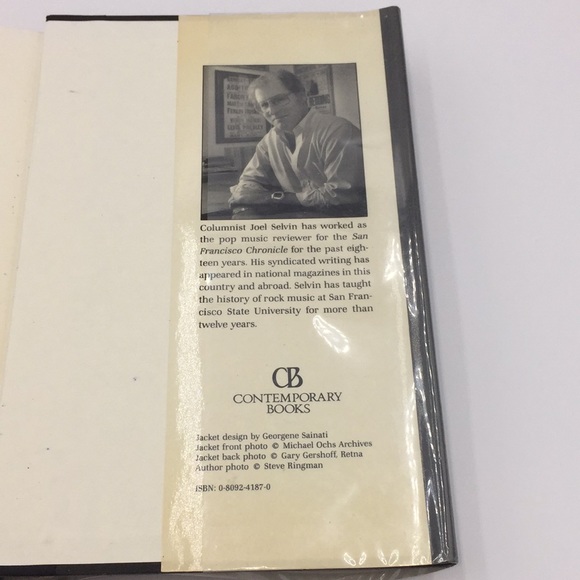 Columnist Joel Selvin has worked as
the pop music reviewer for the San
Francisco Chronicle for the past eigh-
teen years. His syndicated writing has
appeared in national magazines in this
country and abroad. Selvin has taught
the history of rock music at San Fran-
cisco State University for more than
twelve years.
CB
CONTEMPORARY
BOOKS
Jacket design by Georgene Sainati
Jacket front photo © Michael Ochs Archives
Jacket back photo © Gary Gershoff, Retna
Author photo © Steve Ringman
ISBN: 0-8092-4187-0